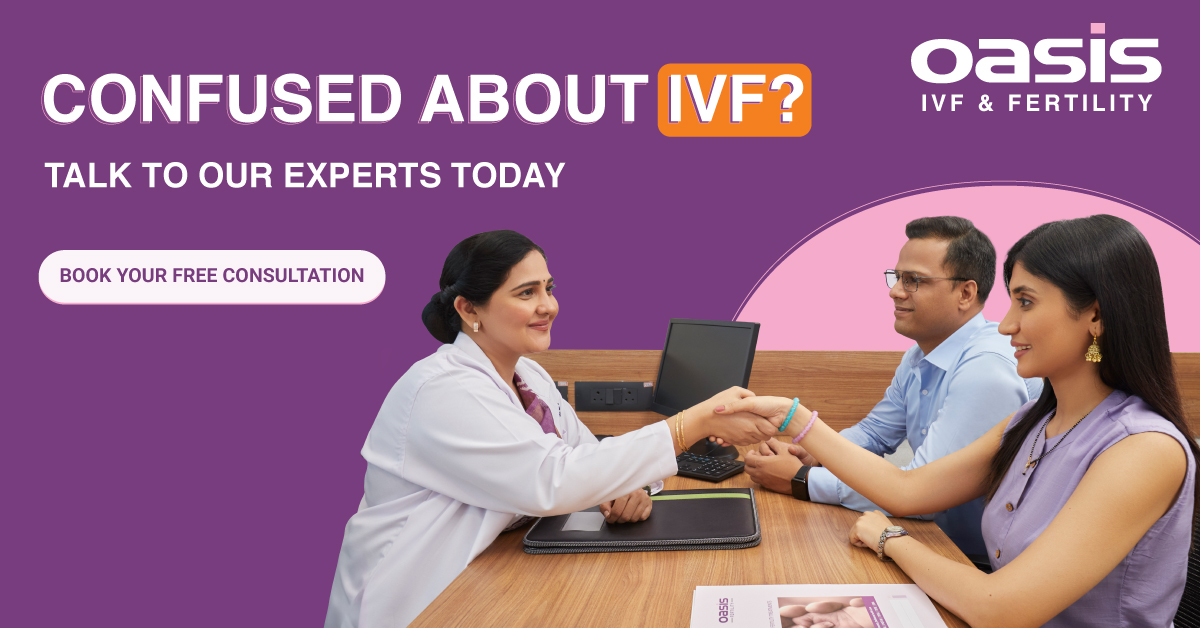 CONFUSED ABOUT IVF?
TALK TO OUR EXPERTS TODAY
BOOK YOUR FREE CONSULTATION
oasis
IVF & FERTILITY
oasis